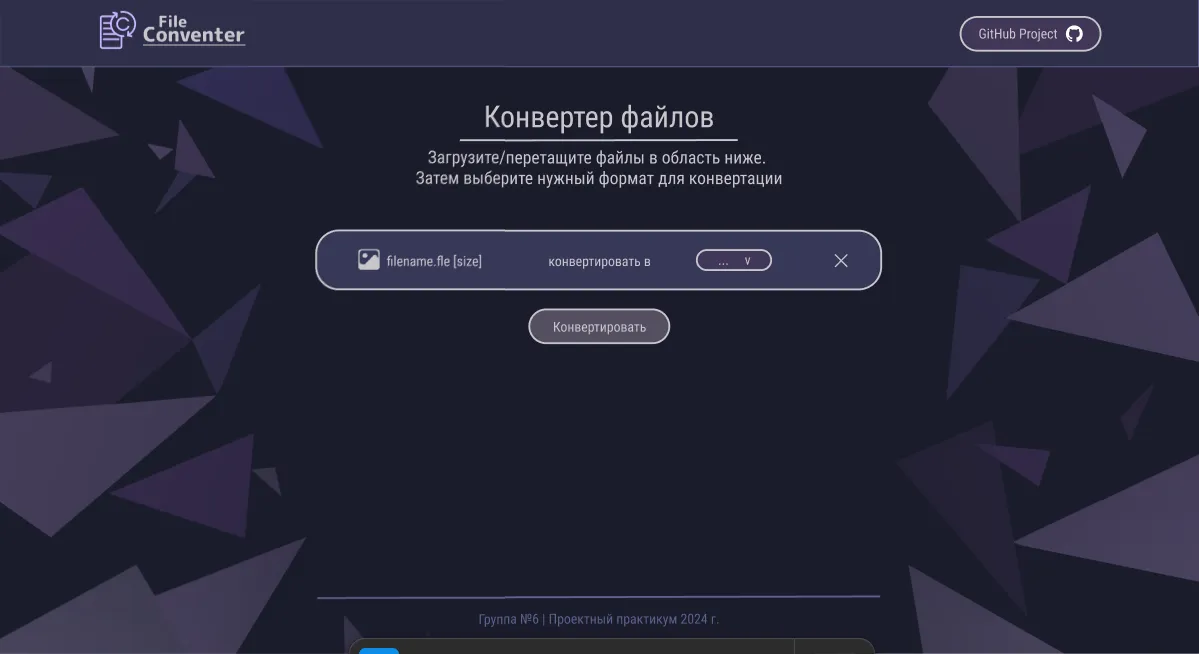 File
Conventer
GitHub Project
Конвертер файлов
Загрузите/перетащите файлы в область ниже.
Затем выберите нужный формат для конвертации
filename.fle [size] конвертировать в ... v
Конвертировать
Группа №6 | Проектный практикум 2024 г.